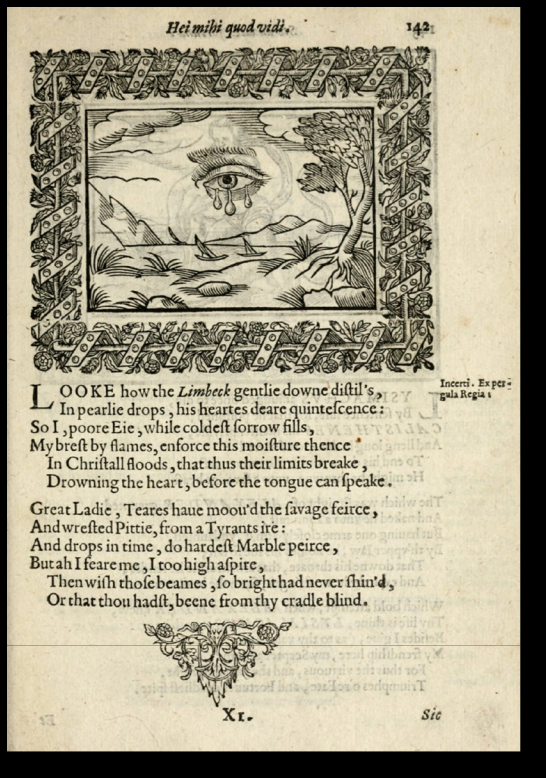 Hei mihi quod vidi.
142
LOOKE how the Limbeck gentlie downe distil's,
In pearlie drops, his heartes deare quintescence:
So I, poore Eie, while coldest sorrow fills,
My brest by flames, enforce this moisture thence
In Christall floods, that thus their limits breake,
Drowning the heart, before the tongue can speake.
Great Ladie, Teares haue moou'd the savage feirce,
And wrested Pittie, from a Tyrants ire:
And drops in time, do hardest Marble peirce,
But ah I feare me, I too high aspire,
Then wish those beames, so bright had never shin'd,
Or that thou hadst, beene from thy cradle blind.
Incerti. Ex per-
gula Regia:
XI.
Sic